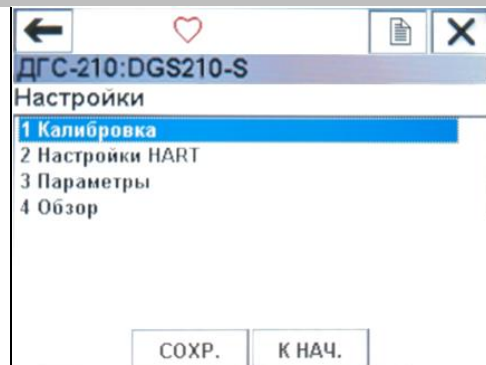 ДГС-210:DGS210-S
Настройки
1 Калибровка
2 Настройки HART
3 Параметры
4 Обзор
СОХР. К НАЧ.